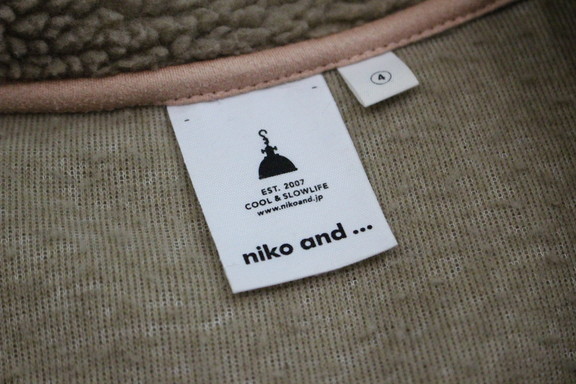 EST. 2007
COOL & SLOWLIFE
www.nikoand.jp
niko and ...
4